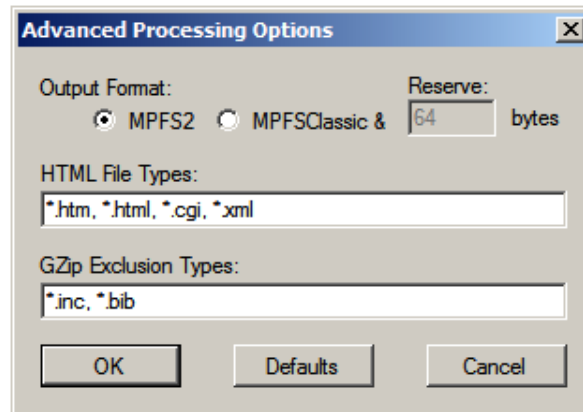 Advanced Processing Options
Output Format:
Reserve:
MPFS2
MPFSClassic &
64
bytes
HTML File Types:
*.htm, *.html, *.cgi, *.xml
GZip Exclusion Types:
*.inc, *.bib
OK
Defaults
Cancel